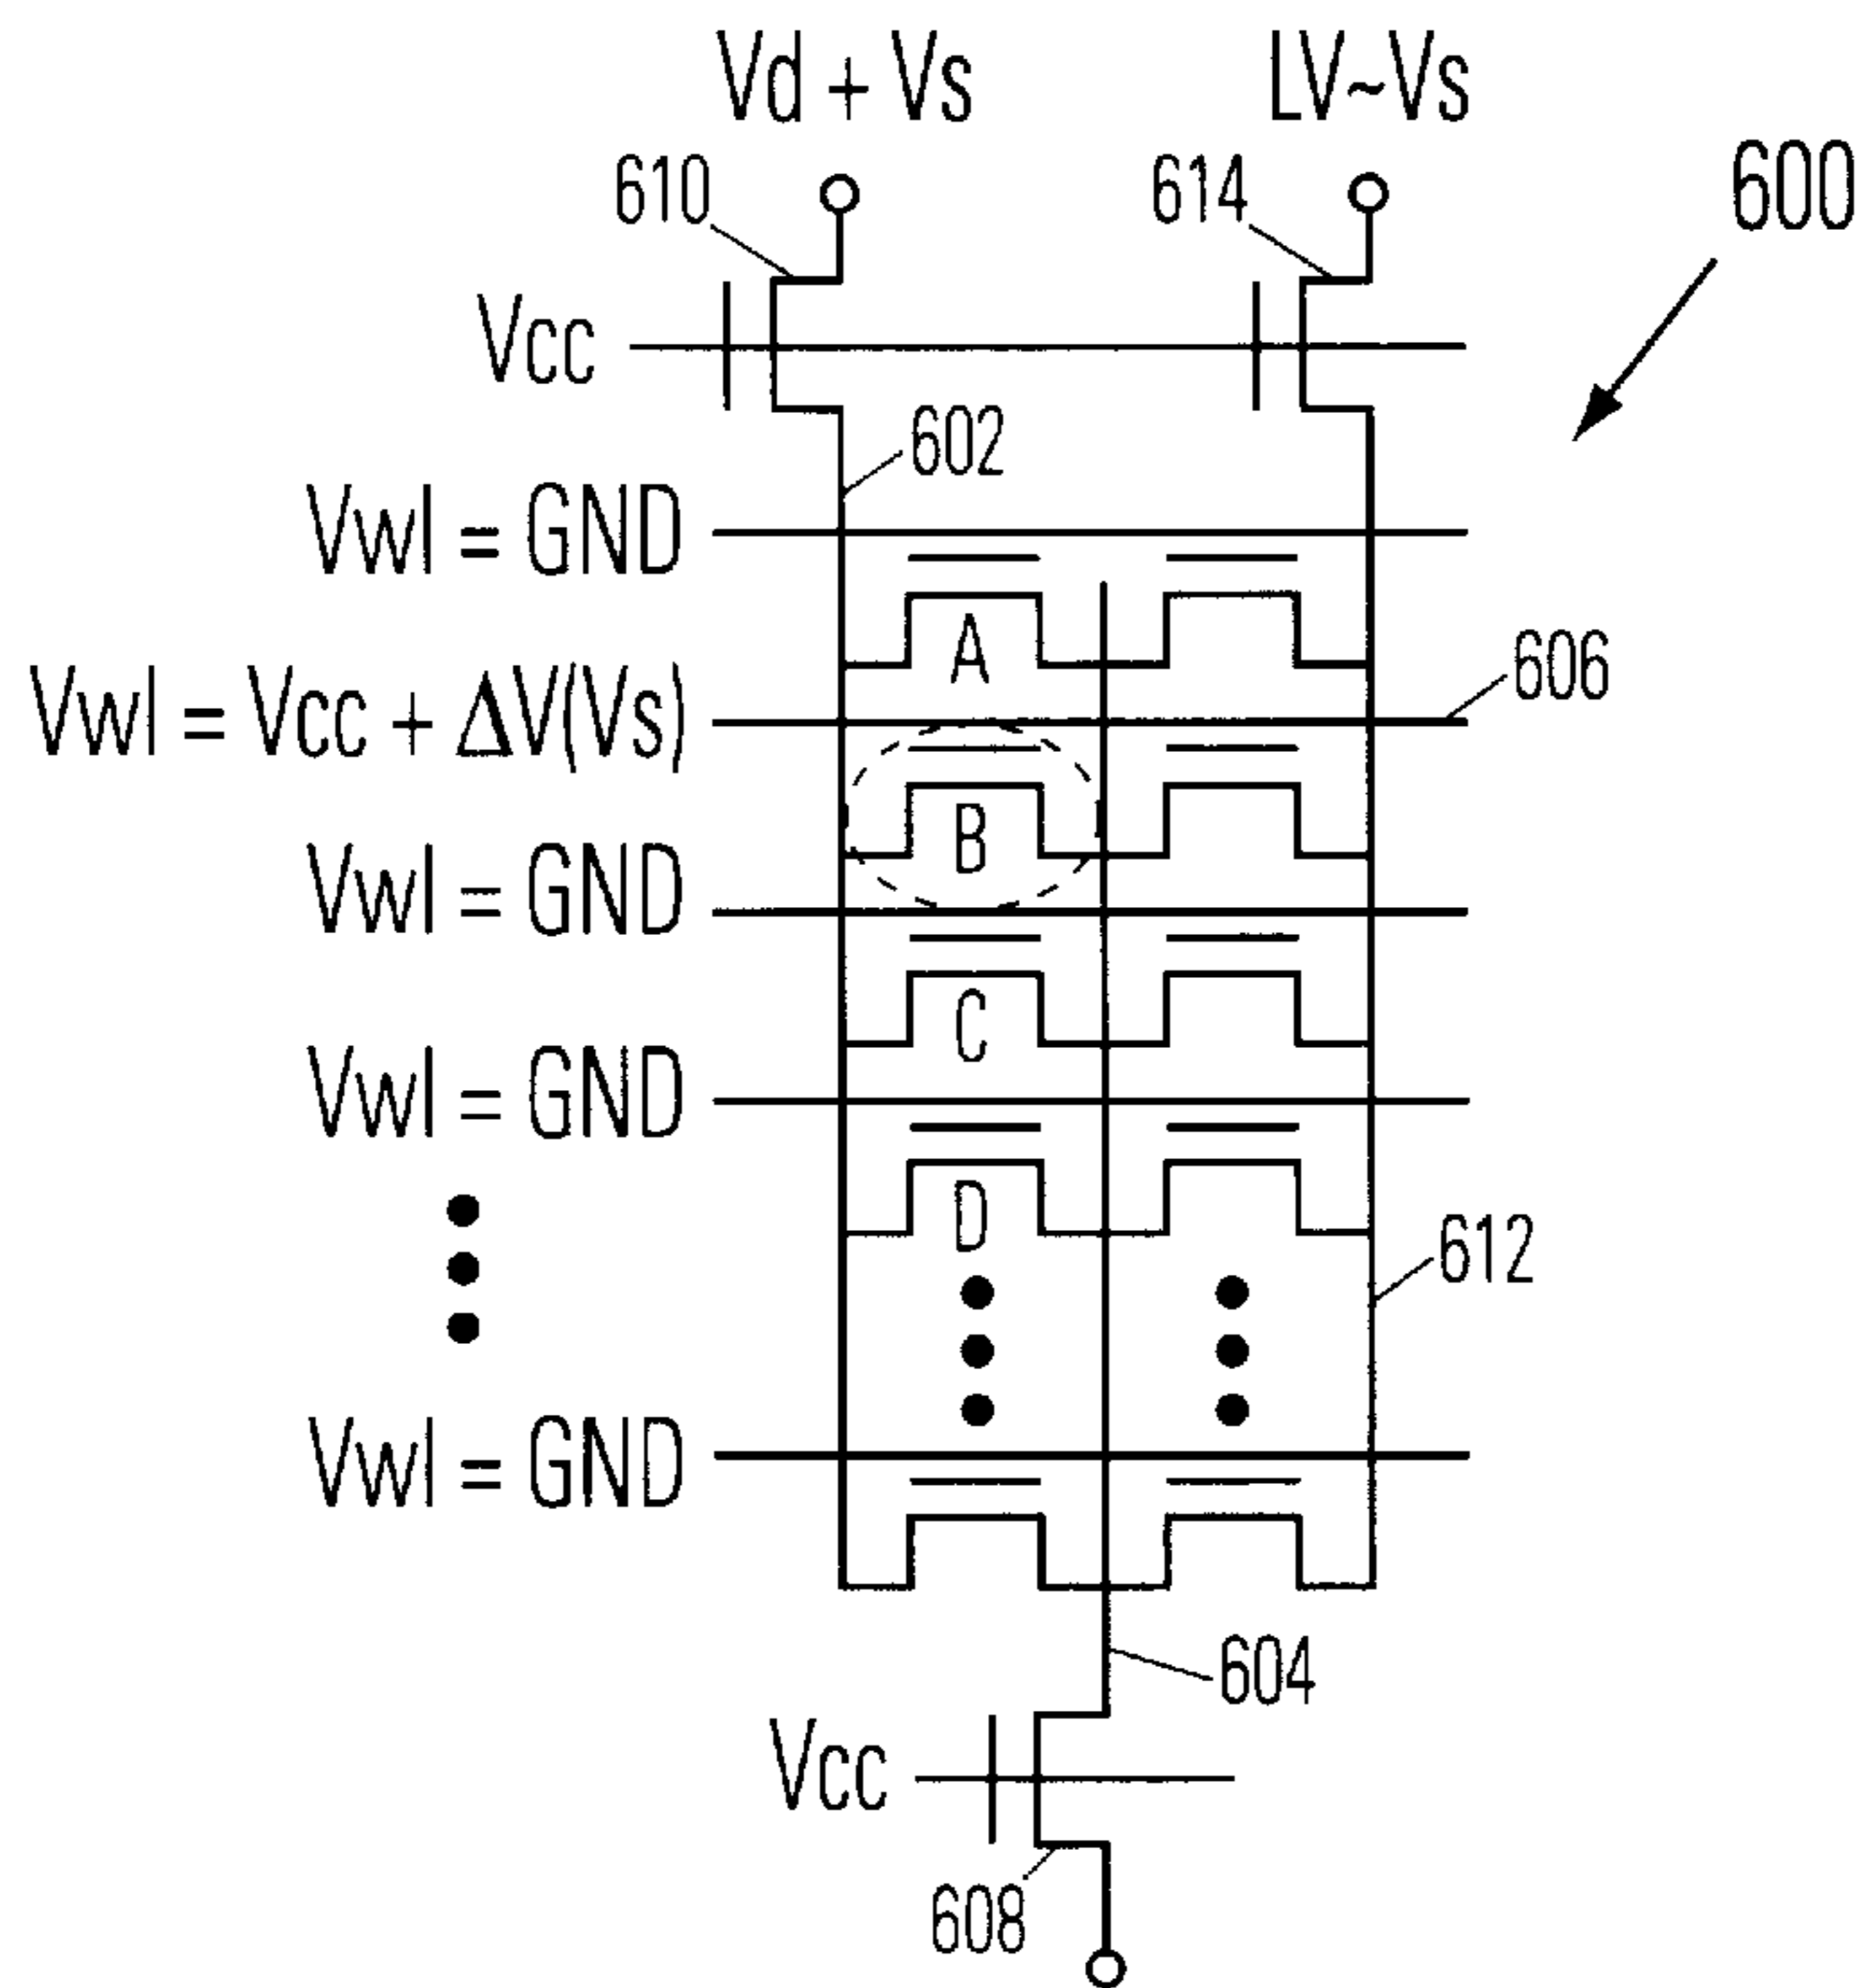 Vd + Vs
LV~Vs
610
614
600
Vcc
602
Vwl = GND
A
606
Vwl = Vcc + ΔV(Vs)
B
Vwl = GND
C
Vwl = GND
D
612
Vwl = GND
604
Vcc
608